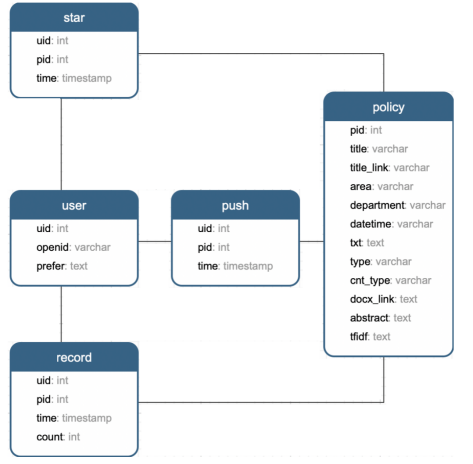 star
uid: int
pid: int
time: timestamp
policy
pid: int
title: varchar
title_link: varchar
area: varchar
department: varchar
datetime: varchar
txt: text
type: varchar
cnt_type: varchar
docx_link: text
abstract: text
tfidf: text
user
uid: int
openid: varchar
prefer: text
push
uid: int
pid: int
time: timestamp
record
uid: int
pid: int
time: timestamp
count: int